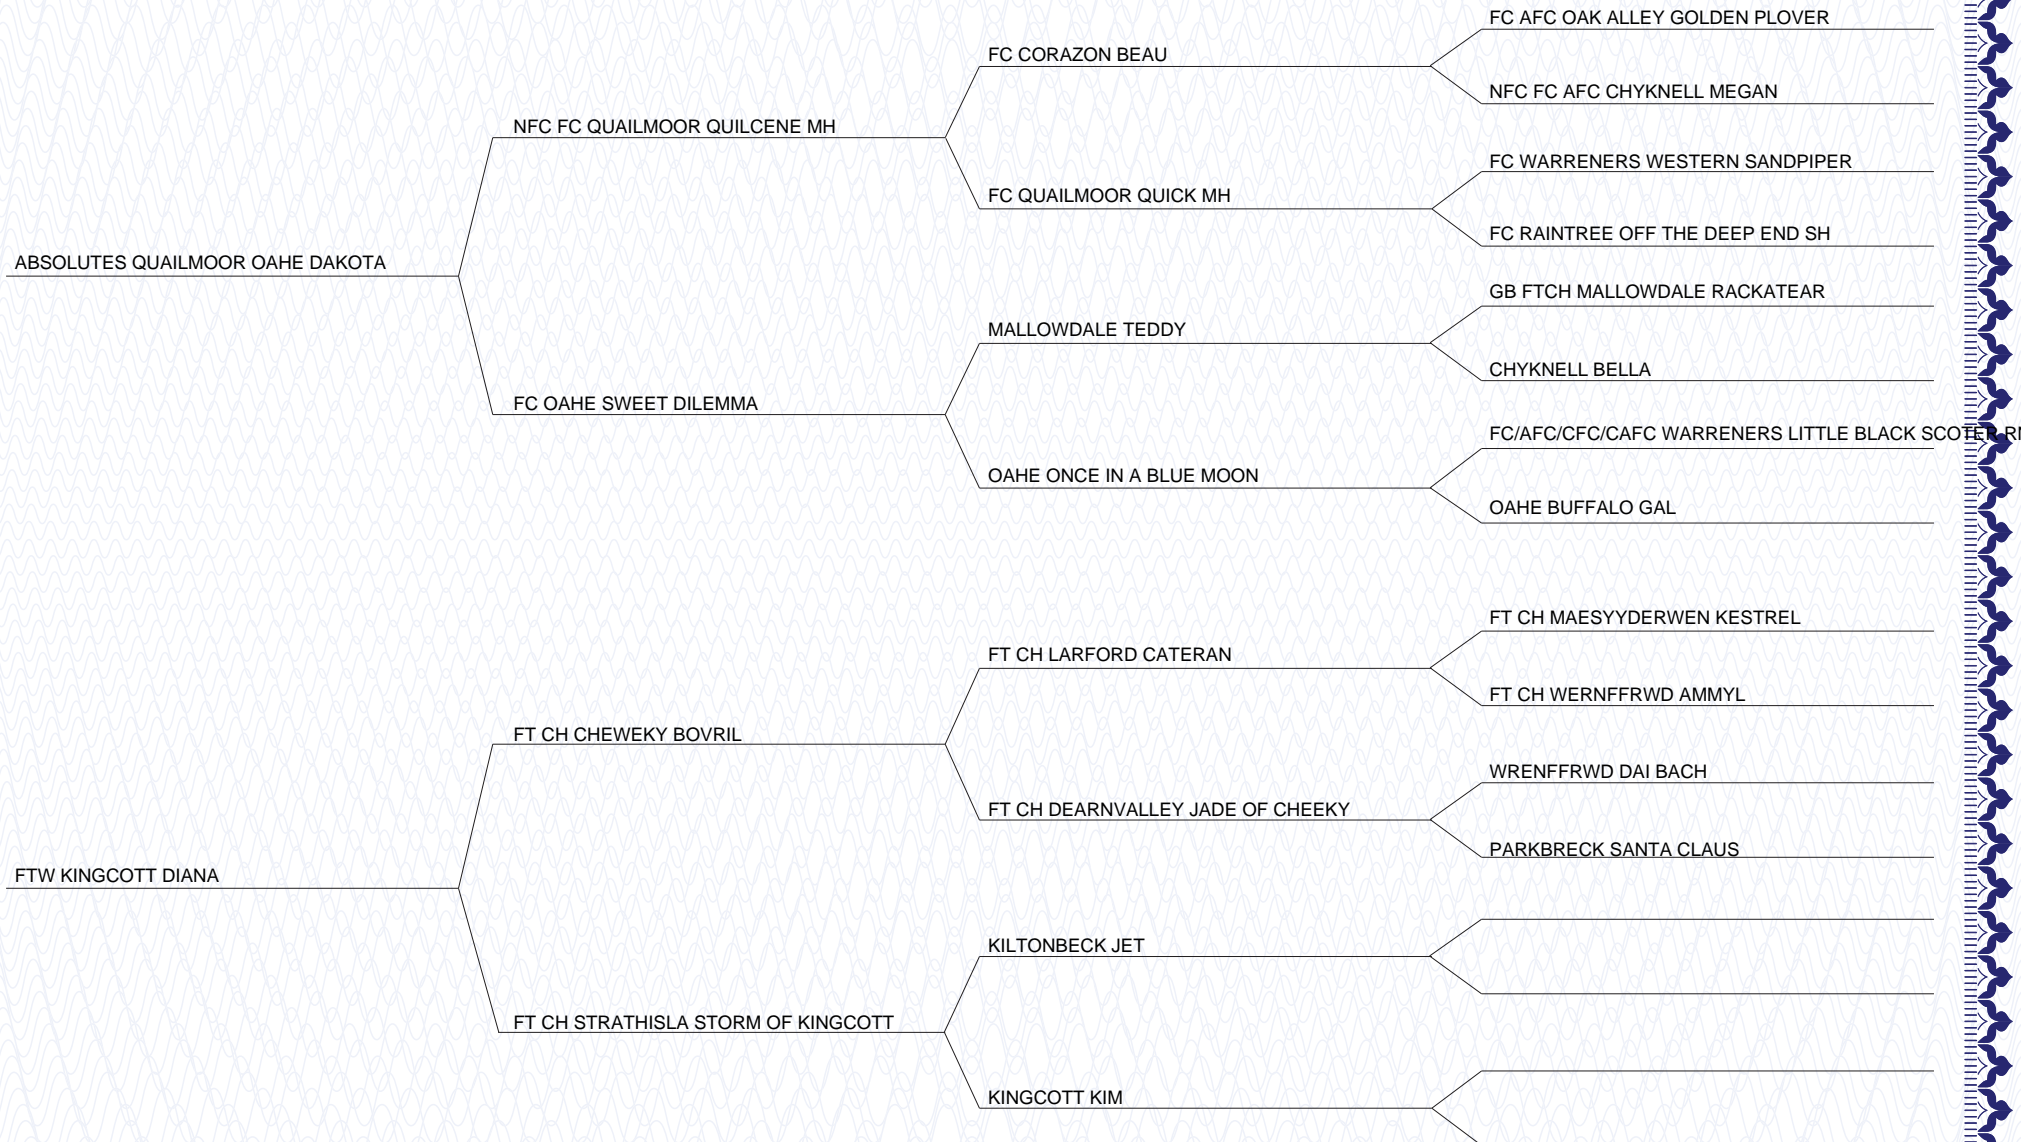 FC AFC OAK ALLEY GOLDEN PLOVER
FC CORAZON BEAU
NFC FC AFC CHYKNELL MEGAN
NFC FC QUAILMOOR QUILCENE MH
FC WARRENERS WESTERN SANDPIPER
FC QUAILMOOR QUICK MH
FC RAINTREE OFF THE DEEP END SH
ABSOLUTES QUAILMOOR OAHE DAKOTA
GB FTCH MALLOWDALE RACKATEAR
MALLOWDALE TEDDY
CHYKNELL BELLA
FC OAHE SWEET DILEMMA
FC/AFC/CFC/CAFC WARRENERS LITTLE BLACK SCOTER
OAHE ONCE IN A BLUE MOON
OAHE BUFFALO GAL
FT CH MAESYYDERWEN KESTREL
FT CH LARFORD CATERAN
FT CH WERNFFRWD AMMYL
FT CH CHEWEKY BOVRIL
WRENFFRWD DAI BACH
FT CH DEARNVALLEY JADE OF CHEEKY
PARKBRECK SANTA CLAUS
FTW KINGCOTT DIANA
KILTONBECK JET
FT CH STRATHISLA STORM OF KINGCOTT
KINGCOTT KIM